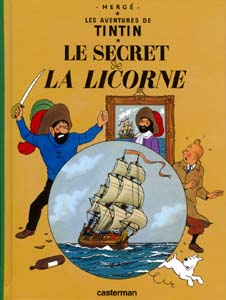 - HERGÉ -
LES AVENTURES DE
TINTIN
LE SECRET
de
LA LICORNE
casterman